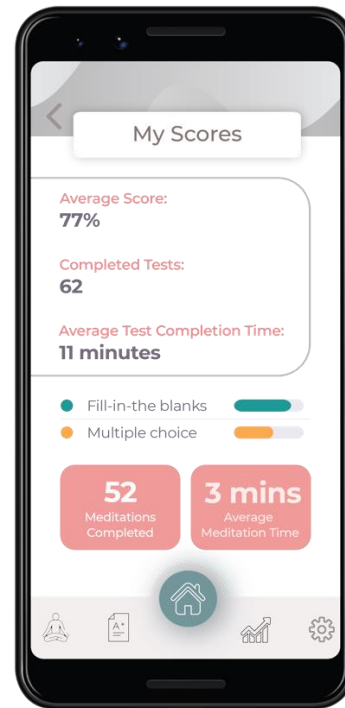 My Scores
Average Score:
77%
Completed Tests:
62
Average Test Completion Time:
11 minutes
Fill-in-the blanks
Multiple choice
52
Meditations
Completed
3 mins
Average
Meditation Time
A+